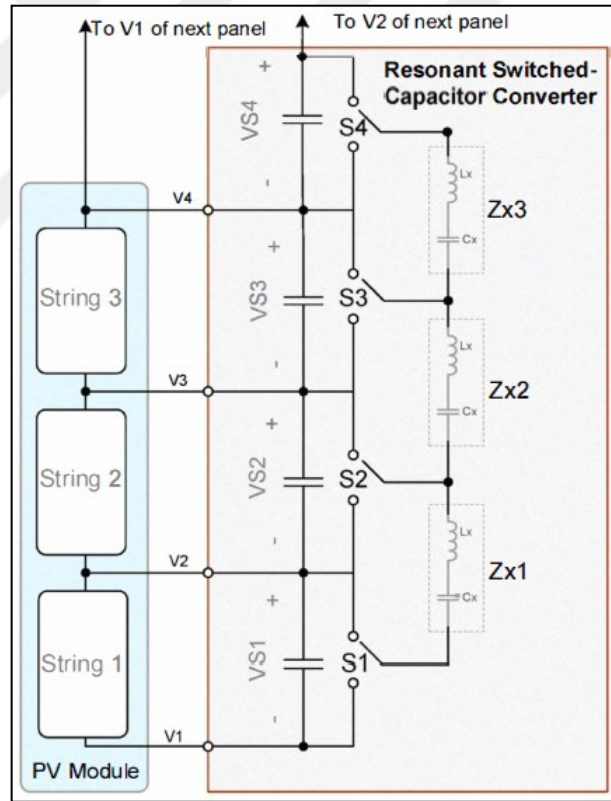 To V1 of next panel
To V2 of next panel
Resonant Switched-
Capacitor Converter
+
VS4
-
S4
Lx
Cx
Zx3
V4
String 3
+
VS3
-
S3
Lx
Cx
Zx2
V3
String 2
+
VS2
-
S2
Lx
Cx
Zx1
V2
String 1
+
VS1
-
S1
V1
PV Module